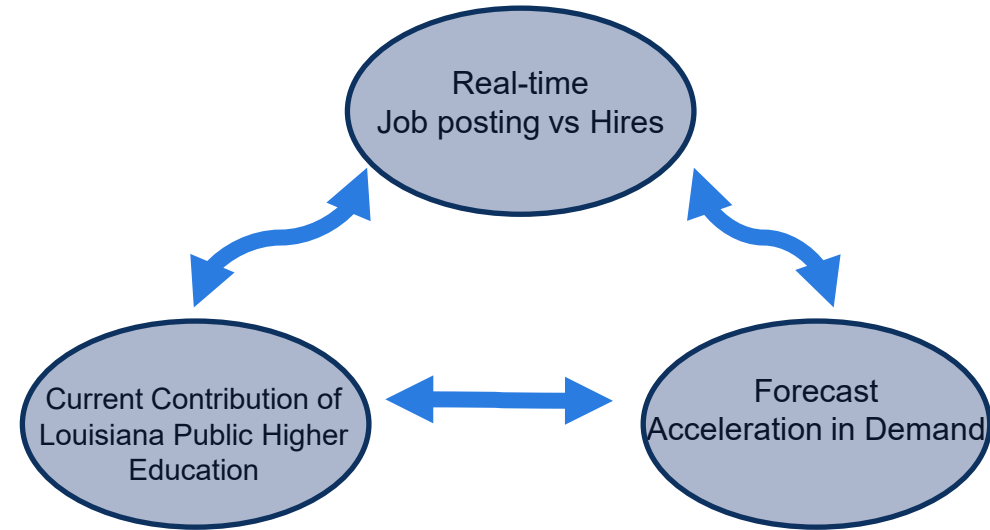 Real-time
Job posting vs Hires
Current Contribution of
Louisiana Public Higher
Education
Forecast
Acceleration in Demand